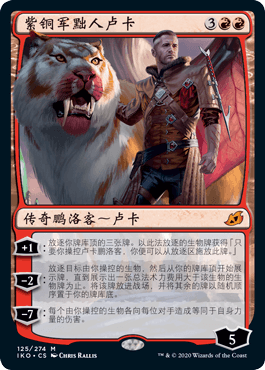 紫铜军黜人卢卡
3
传奇鹏洛客～卢卡
+1
:放逐你牌库顶的三张牌，以此法放逐的生物牌获得「只
要你操控卢卡鹏洛客，你便可以从放逐区施放此牌。」
−2
:放逐目标由你操控的生物，然后从你的牌库顶开始展
示牌，直到展示出一张总法术力费用大于该生物的生
物牌为止。将该牌放进战场，并将其余的牌以随机顺
序置于你的牌库底。
−7
:每个由你操控的生物各向每位对手造成等同于自身力
量的伤害。
5
125/274 M
IKO • CS CHRIS RALLIS
™ & © 2020 Wizards of the Coast